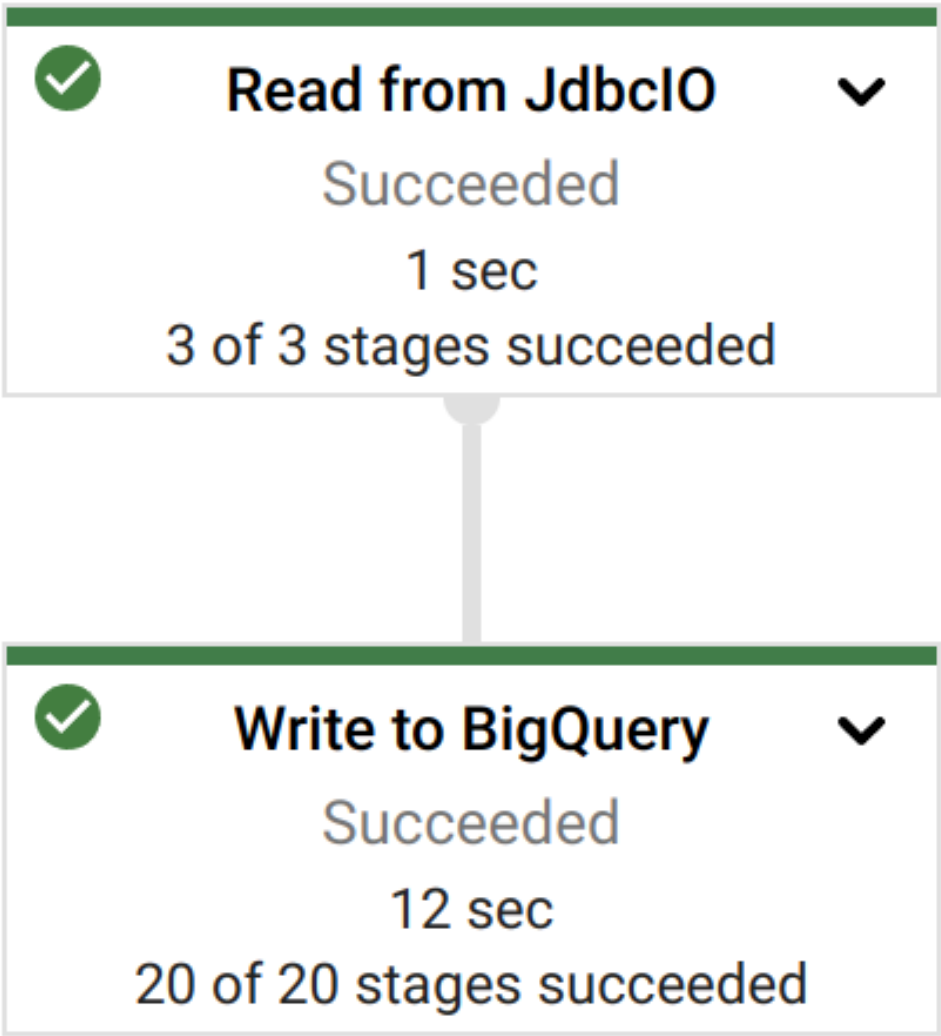 Read from JdbcIO
Succeeded
1 sec
3 of 3 stages succeeded
Write to BigQuery
Succeeded
12 sec
20 of 20 stages succeeded